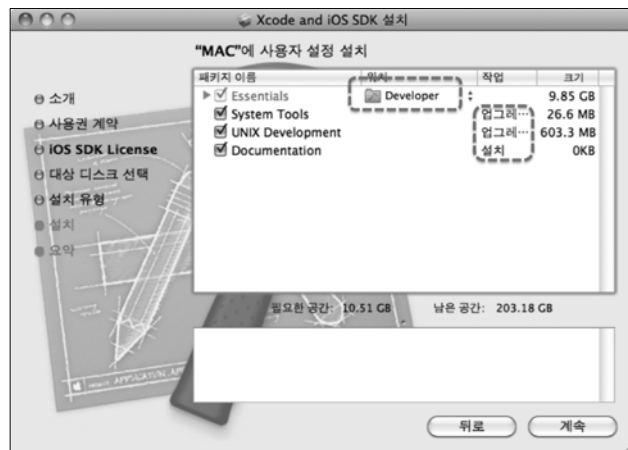 Xcode and iOS SDK 설치
"MAC"에 사용자 설정 설치
소개
사용권 계약
iOS SDK License
대상 디스크 선택
설치 유형
설치
요약
패키지 이름 위치 작업 크기
Essentials Developer 9.85 GB
System Tools 업그레… 26.6 MB
UNIX Development 업그레… 603.3 MB
Documentation 설치 0KB
필요한 공간: 10.51 GB 남은 공간: 203.18 GB
뒤로 계속